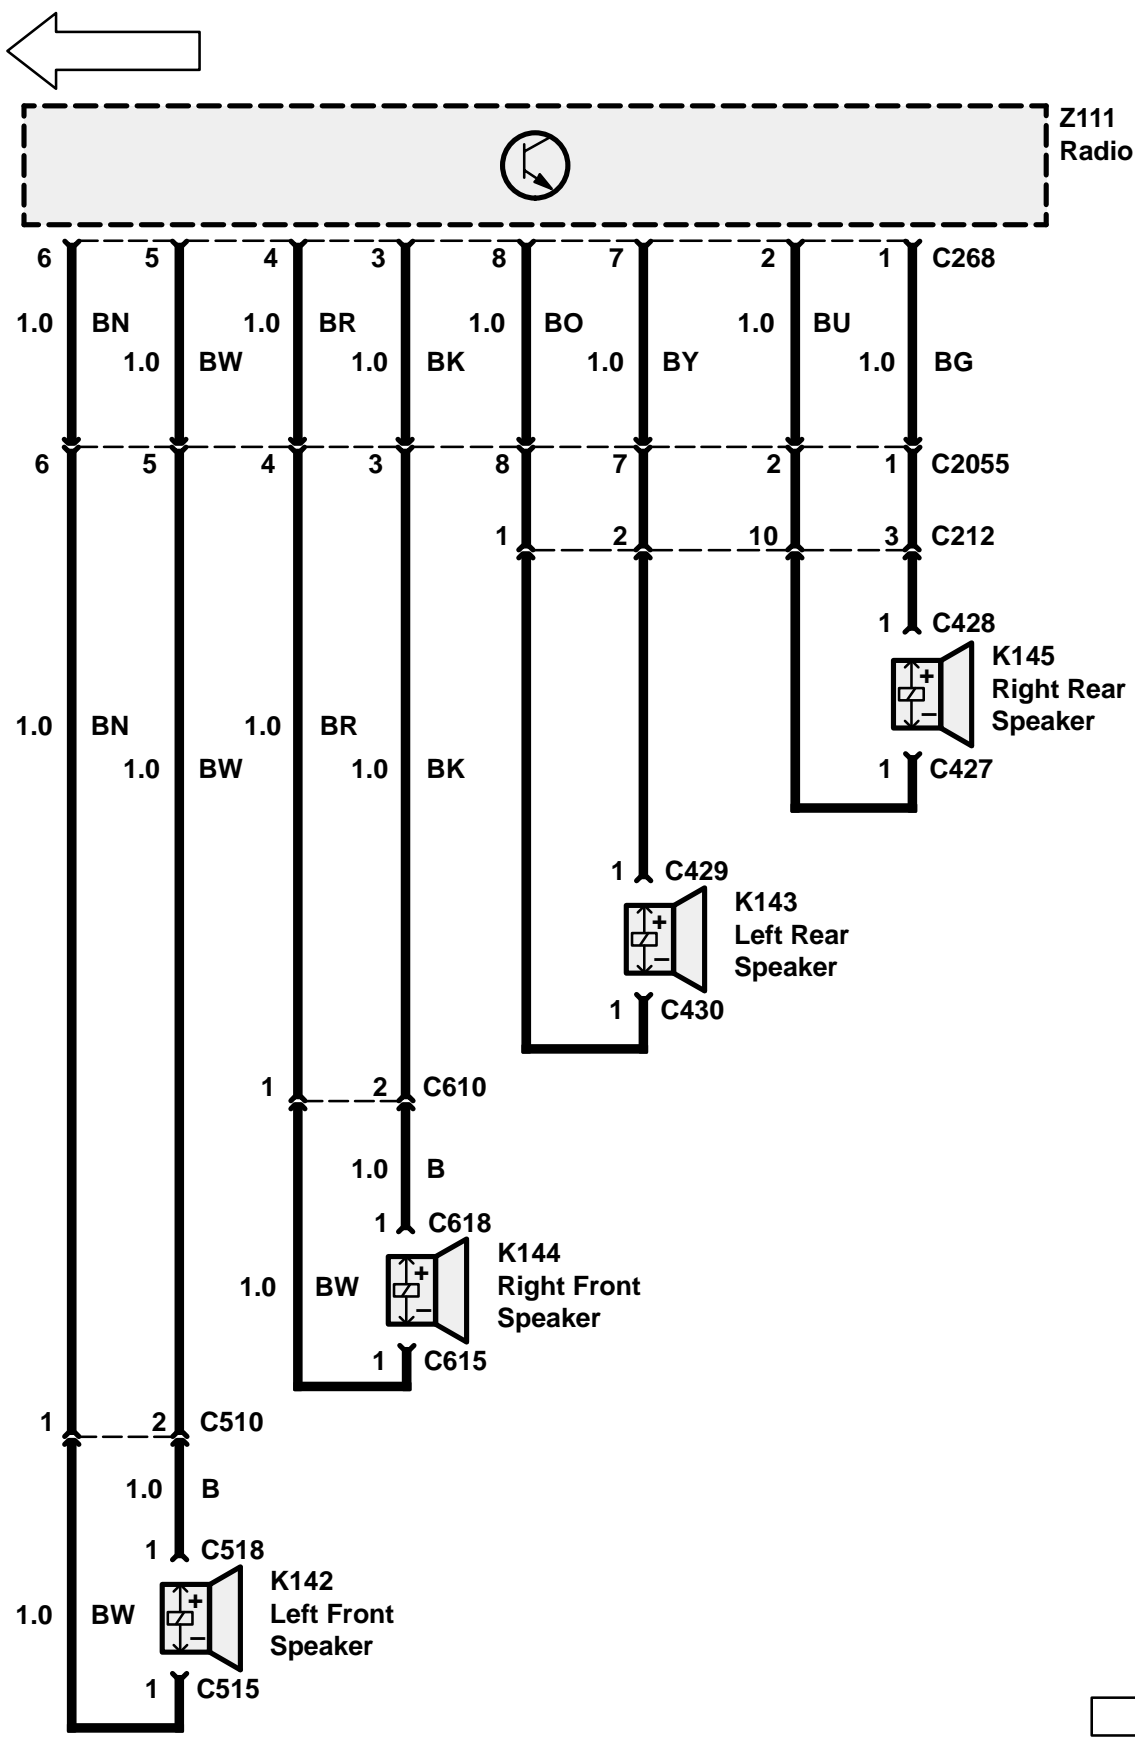 Z111
Radio
6 5 4 3 8 7 2 1 C268
1.0 BN 1.0 BR 1.0 BO 1.0 BU
1.0 BW 1.0 BK 1.0 BY 1.0 BG
6 5 4 3 8 7 2 1 C2055
1 2 10 3 C212
1 C428
K145
Right Rear
Speaker
+
−
1.0 BN 1.0 BR
1.0 BW 1.0 BK
1 C427
1 C429
K143
Left Rear
Speaker
+
−
1 C430
1 2 C610
1.0 B
1 C618
K144
Right Front
Speaker
+
−
1.0 BW
1 C615
1 2 C510
1.0 B
1 C518
K142
Left Front
Speaker
+
−
1.0 BW
1 C515